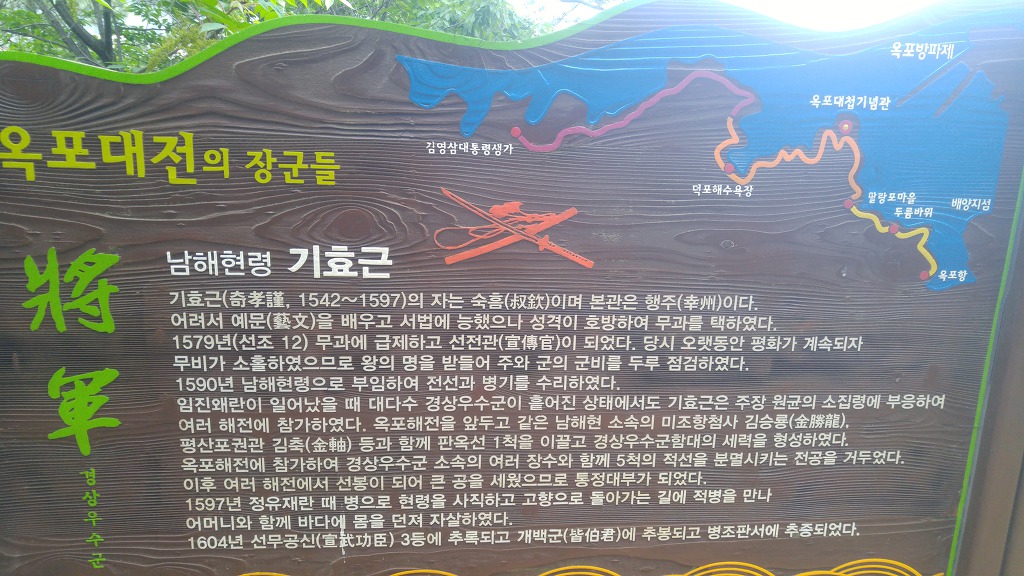 옥포대전의 장군들
將軍
경상우수군
김영삼대통령생가
덕포해수욕장
옥포대첩기념관
옥포방파제
팔랑포마을
두름바위
배양지섬
옥포항
남해현령 기효근
기효근(奇孝謹, 1542~1597)의 자는 숙흠(叔欽)이며 본관은 행주(幸州)이다.
어려서 예문(藝文)을 배우고 서법에 능했으나 성격이 호방하여 무과를 택하였다.
1579년(선조 12) 무과에 급제하고 선전관(宣傳官)이 되었다. 당시 오랫동안 평화가 계속되자
무비가 소홀하였으므로 왕의 명을 받들어 주와 군의 군비를 두루 점검하였다.
1590년 남해현령으로 부임하여 전선과 병기를 수리하였다.
임진왜란이 일어났을 때 대다수 경상우수군이 흩어진 상태에서도 기효근은 주장 원균의 소집령에 부응하여
여러 해전에 참가하였다. 옥포해전을 앞두고 같은 남해현 소속의 미조항첨사 김승룡(金勝龍),
평산포권관 김축(金軸) 등과 함께 판옥선 1척을 이끌고 경상우수군함대의 세력을 형성하였다.
옥포해전에 참가하여 경상우수군 소속의 여러 장수와 함께 5척의 적선을 분멸시키는 전공을 거두었다.
이후 여러 해전에서 선봉이 되어 큰 공을 세웠으므로 통정대부가 되었다.
1597년 정유재란 때 병으로 현령을 사직하고 고향으로 돌아가는 길에 적병을 만나
어머니와 함께 바다에 몸을 던져 자살하였다.
1604년 선무공신(宣武功臣) 3등에 추록되고 개백군(皆伯君)에 추봉되고 병조판서에 추증되었다.